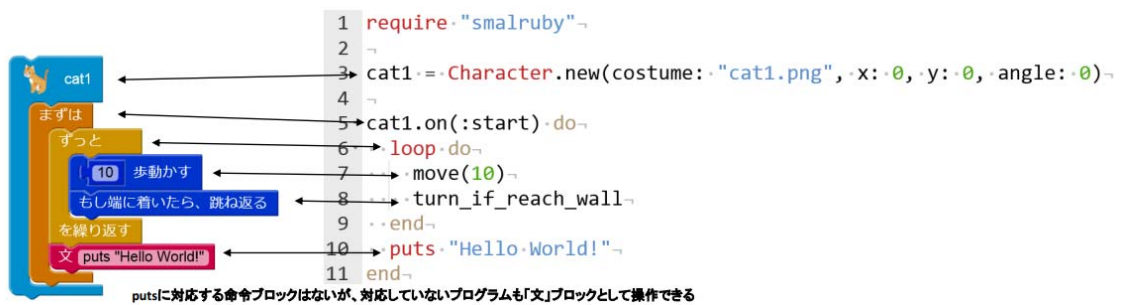 cat1
まずは
ずっと
10 歩動かす
もし端に着いたら、跳ね返る
を繰り返す
文 puts "Hello World!"
1 require "smalruby"
2
3 cat1 = Character.new(costume: "cat1.png", x: 0, y: 0, angle: 0)
4
5 cat1.on(:start) do
6 loop do
7 move(10)
8 turn_if_reach_wall
9 end
10 puts "Hello World!"
11 end
putsに対応する命令ブロックはないが、対応していないプログラムも「文」ブロックとして操作できる